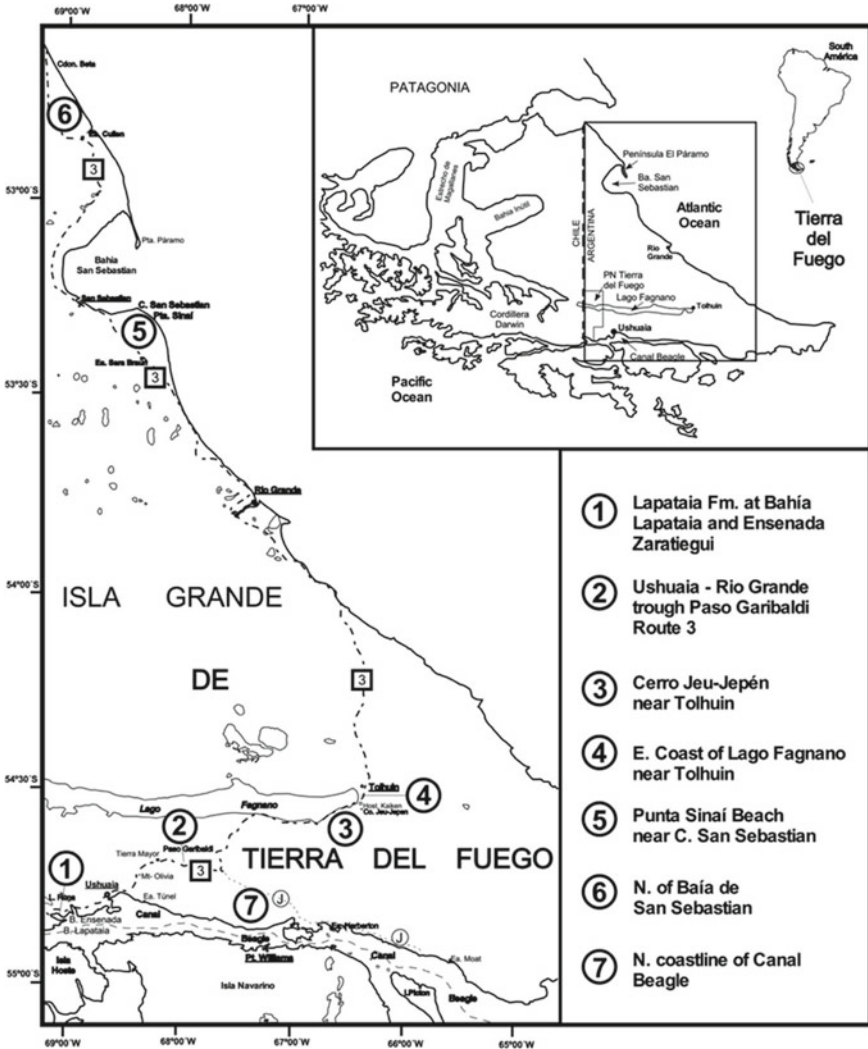 69°00'W
68°00'W
67°00'W
Cdon. Beta
6
Es. Cullen
3
53°00'S
Pta. Páramo
Bahía
San Sebastian
San Sebastian
C. San Sebastian
Pta. Sinaí
5
Ea. Sara Braun
3
53°30'S
Río Grande
54°00'S
ISLA GRANDE
DE
3
54°30'S
Tolhuin
4
Host. Kaiken
Co. Jeu-Jepen
Lago Fagnano
3
2
Paso Garibaldi
Tierra Mayor
3
TIERRA DEL FUEGO
1
Mt. Olivia
Ushuaia
Ea. Túnel
7
J
L. Roca
B. Ensenada
Canal
B. Lapataia
Beagle
Ea. Harberton
J
Pt. Williams
Canal
Ea. Moat
Isla
Hoste
Isla Navarino
I.Picton
Beagle
55°00'S
69°00'W
68°00'W
67°00'W
66°00'W
65°00'W
PATAGONIA
South
América
Estrecho de
Magallanes
Península El Páramo
Ba. San
Sebastian
Bahia Inútil
Atlantic
Ocean
CHILE
ARGENTINA
Rio
Grande
Tierra
del
Fuego
PN Tierra
del Fuego
Lago Fagnano
Tolhuin
Cordillera
Darwin
Ushuaia
Canal Beagle
Pacific
Ocean
1 Lapataia Fm. at Bahía
Lapataia and Ensenada
Zaratiegui
2 Ushuaia - Rio Grande
trough Paso Garibaldi
Route 3
3 Cerro Jeu-Jepén
near Tolhuin
4 E. Coast of Lago Fagnano
near Tolhuin
5 Punta Sinaí Beach
near C. San Sebastian
6 N. of Baía de
San Sebastian
7 N. coastline of Canal
Beagle